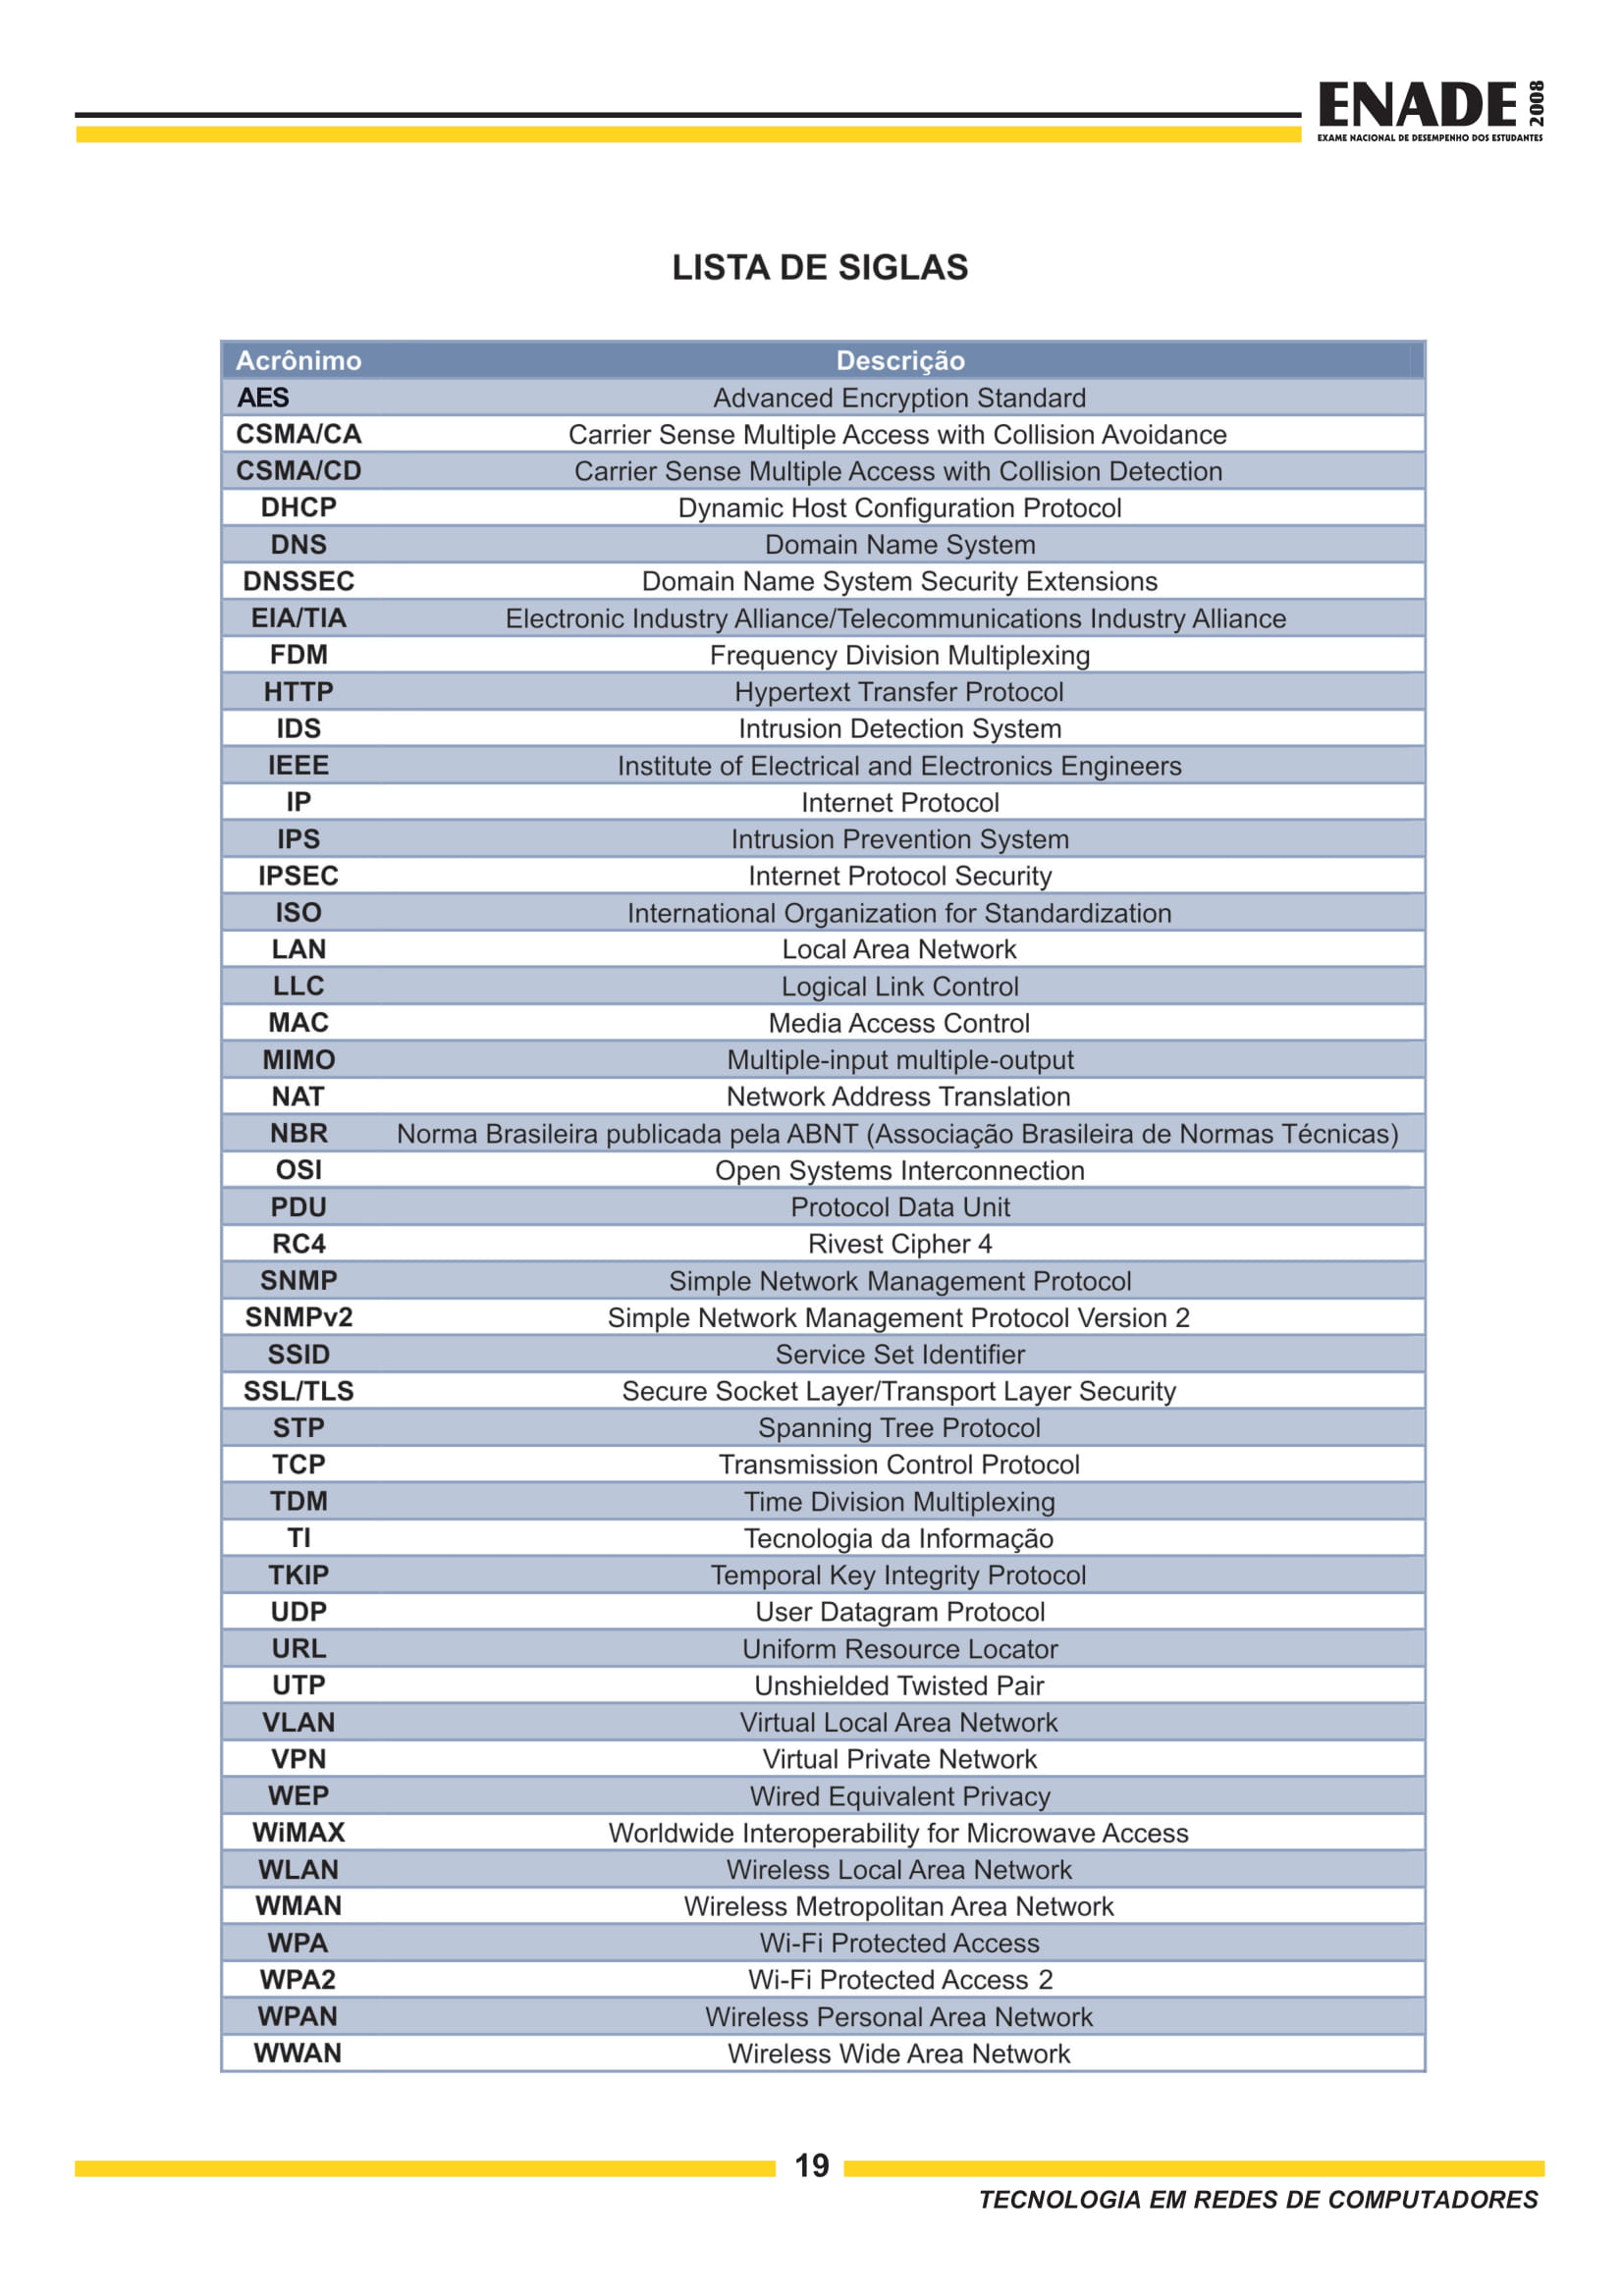 ENADE 2008
EXAME NACIONAL DE DESEMPENHO DOS ESTUDANTES
LISTA DE SIGLAS
Acrônimo Descrição
AES Advanced Encryption Standard
CSMA/CA Carrier Sense Multiple Access with Collision Avoidance
CSMA/CD Carrier Sense Multiple Access with Collision Detection
DHCP Dynamic Host Configuration Protocol
DNS Domain Name System
DNSSEC Domain Name System Security Extensions
EIA/TIA Electronic Industry Alliance/Telecommunications Industry Alliance
FDM Frequency Division Multiplexing
HTTP Hypertext Transfer Protocol
IDS Intrusion Detection System
IEEE Institute of Electrical and Electronics Engineers
IP Internet Protocol
IPS Intrusion Prevention System
IPSEC Internet Protocol Security
ISO International Organization for Standardization
LAN Local Area Network
LLC Logical Link Control
MAC Media Access Control
MIMO Multiple-input multiple-output
NAT Network Address Translation
NBR Norma Brasileira publicada pela ABNT (Associação Brasileira de Normas Técnicas)
OSI Open Systems Interconnection
PDU Protocol Data Unit
RC4 Rivest Cipher 4
SNMP Simple Network Management Protocol
SNMPv2 Simple Network Management Protocol Version 2
SSID Service Set Identifier
SSL/TLS Secure Socket Layer/Transport Layer Security
STP Spanning Tree Protocol
TCP Transmission Control Protocol
TDM Time Division Multiplexing
TI Tecnologia da Informação
TKIP Temporal Key Integrity Protocol
UDP User Datagram Protocol
URL Uniform Resource Locator
UTP Unshielded Twisted Pair
VLAN Virtual Local Area Network
VPN Virtual Private Network
WEP Wired Equivalent Privacy
WiMAX Worldwide Interoperability for Microwave Access
WLAN Wireless Local Area Network
WMAN Wireless Metropolitan Area Network
WPA Wi-Fi Protected Access
WPA2 Wi-Fi Protected Access 2
WPAN Wireless Personal Area Network
WWAN Wireless Wide Area Network
19
TECNOLOGIA EM REDES DE COMPUTADORES